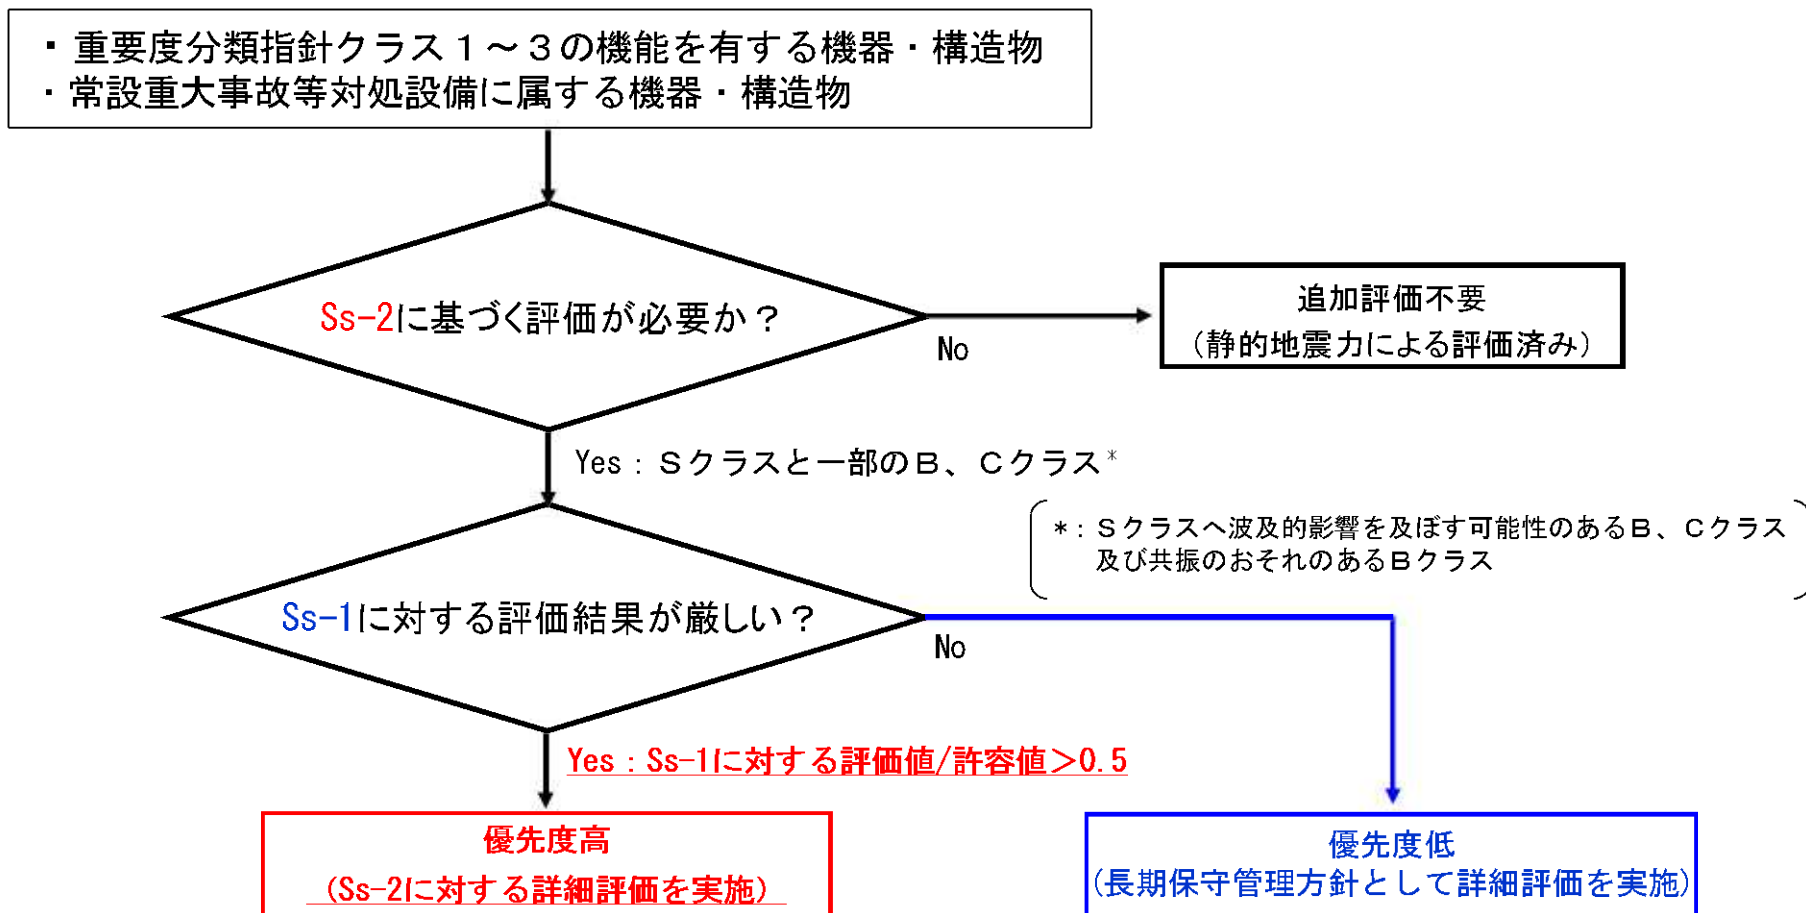 ・重要度分類指針クラス１～３の機能を有する機器・構造物
・常設重大事故等対処設備に属する機器・構造物
Ss-2に基づく評価が必要か？
No
追加評価不要
（静的地震力による評価済み）
Yes：Ｓクラスと一部のＢ、Ｃクラス*
*：Ｓクラスへ波及的影響を及ぼす可能性のあるＢ、Ｃクラス
及び共振のおそれのあるＢクラス
Ss-1に対する評価結果が厳しい？
No
Yes：Ss-1に対する評価値/許容値＞0.5
優先度高
（Ss-2に対する詳細評価を実施）
優先度低
（長期保守管理方針として詳細評価を実施）